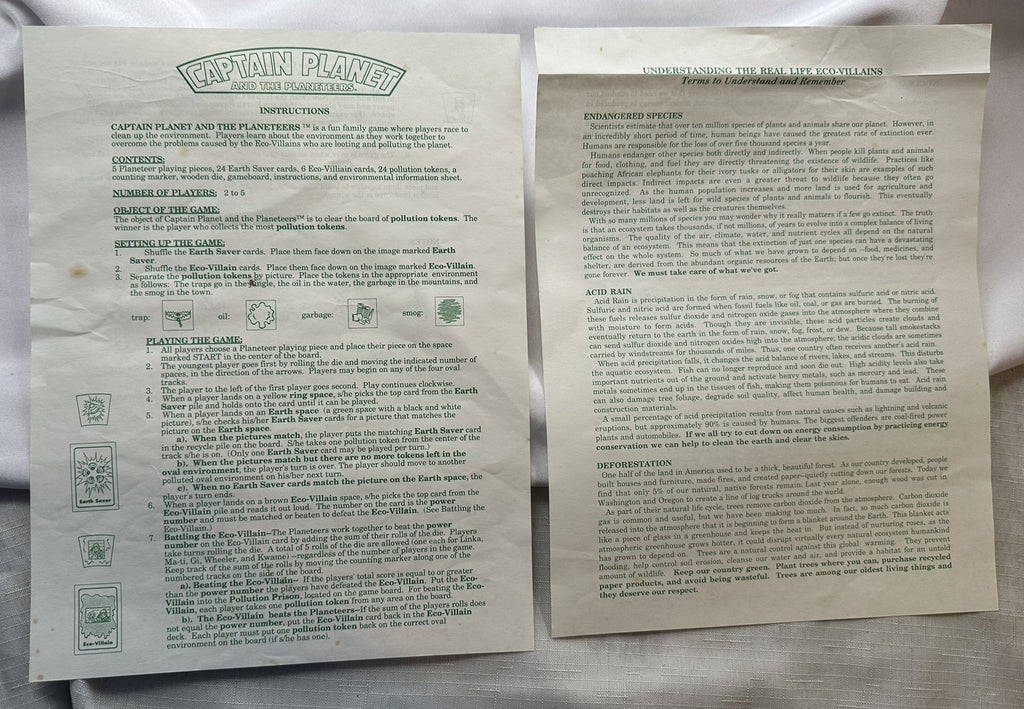 CAPTAIN PLANET
AND THE PLANETEERS.
INSTRUCTIONS
CAPTAIN PLANET AND THE PLANETEERS ™ is a fun family game where players race to
clean up the environment. Players learn about the environment as they work together to
overcome the problems caused by the Eco-Villains who are looting and polluting the planet.
CONTENTS:
5 Planeteer playing pieces, 24 Earth Saver cards, 6 Eco-Villiain cards, 24 pollution tokens, a
counting marker, wooden die, gameboard, instructions, and environmental information sheet.
NUMBER OF PLAYERS: 2 to 5
OBJECT OF THE GAME:
The object of Captain Planet and the Planeteers™ is to clear the board of pollution tokens. The
winner is the player who collects the most pollution tokens.
SETTING UP THE GAME:
1. Shuffle the Earth Saver cards. Place them face down on the image marked Earth
Saver.
2. Shuffle the Eco-Villain cards. Place them face down on the image marked Eco-Villain.
3. Separate the pollution tokens by picture. Place the tokens in the appropriate environment
as follows: The traps go in the jungle, the oil in the water, the garbage in the mountains, and
the smog in the town.
trap: oil: garbage: smog:
PLAYING THE GAME:
1. All players choose a Planeteer playing piece and place their piece on the space
marked START in the center of the board.
2. The youngest player goes first by rolling the die and moving the indicated number of
spaces, in the direction of the arrows. Players may begin on any of the four oval
tracks.
3. The player to the left of the first player goes second. Play continues clockwise.
4. When a player lands on a yellow ring space, s/he picks the top card from the Earth
Saver pile and holds onto the card until it can be played.
5. When a player lands on an Earth space (a green space with a black and white
picture), s/he checks his/her Earth Saver cards for a picture that matches the
picture on the Earth space.
a). When the pictures match, the player puts the matching Earth Saver card
in the recycle pile on the board. S/he takes one pollution token from the center of the
track s/he is on. (Only one Earth Saver card may be played per turn.)
b). When the pictures match but there are no more tokens left in the
oval environment, the player's turn is over. The player should move to another
polluted oval environment on his/her next turn.
c). When no Earth Saver cards match the picture on the Earth space, the
player's turn ends.
6. When a player lands on a brown Eco-Villain space, s/he picks the top card from the
Eco-Villain pile and reads it out loud. The number on the card is the power
number and must be matched or beaten to defeat the Eco-Villain. (See Battling the
Eco-Villain.)
7. Battling the Eco-Villain--The Planeteers work together to beat the power
number on the Eco-Villain card by adding the sum of their rolls of the die. Players
take turns rolling the die. A total of 5 rolls of the die are allowed (one each for Linka,
Ma-ti, Gi, Wheeler, and Kwame) --regardless of the number of players in the game.
Keep track of the sum of the rolls by moving the counting marker along one of the
numbered tracks on the side of the board.
a). Beating the Eco-Villain-- If the players' total score is equal to or greater
than the power number the players have defeated the Eco-Villain. Put the Eco-
Villain into the Pollution Prison, located on the game board. For beating the Eco-
Villain, each player takes one pollution token from any area on the board.
b). The Eco-Villain beats the Planeteers--If the sum of the players rolls does
not equal the power number, put the Eco-Villain card back in the Eco-Villain
deck. Each player must put one pollution token back on the correct oval
environment on the board (if s/he has one).
Earth Saver
Eco-Villain
UNDERSTANDING THE REAL LIFE ECO-VILLAINS
Terms to Understand and Remember
ENDANGERED SPECIES
Scientists estimate that over ten million species of plants and animals share our planet. However, in
an incredibly short period of time, human beings have caused the greatest rate of extinction ever.
Humans are responsible for the loss of over five thousand species a year.
Humans endanger other species both directly and indirectly. When people kill plants and animals
for food, clothing, and fuel they are directly threatening the existence of wildlife. Practices like
poaching African elephants for their ivory tusks or alligators for their skin are examples of such
direct impacts. Indirect impacts are even a greater threat to wildlife because they often go
unrecognized. As the human population increases and more land is used for agriculture and
development, less land is left for wild species of plants and animals to flourish. This eventually
destroys their habitats as well as the creatures themselves.
With so many millions of species you may wonder why it really matters if a few go extinct. The truth
is that an ecosystem takes thousands, if not millions, of years to evolve into a complex balance of living
organisms. The quality of the air, climate, water, and nutrient cycles all depend on the natural
balance of an ecosystem. This means that the extinction of just one species can have a devastating
effect on the whole system. So much of what we have grown to depend on --food, medicines, and
shelter, are derived from the abundant organic resources of the Earth; but once they're lost they're
gone forever. We must take care of what we've got.
ACID RAIN
Acid Rain is precipitation in the form of rain, snow, or fog that contains sulfuric acid or nitric acid.
Sulfuric and nitric acid are formed when fossil fuels like oil, coal, or gas are burned. The burning of
these fuels releases sulfur dioxide and nitrogen oxide gases into the atmosphere where they combine
with moisture to form acids. Though they are invisible, these acid particles create clouds and
eventually return to the earth in the form of rain, snow, fog, frost, or dew. Because tall smokestacks
can send sulfur dioxide and nitrogen oxides high into the atmosphere, the acidic clouds are sometimes
carried by windstreams for thousands of miles. Thus, one country often receives another's acid rain.
When acid precipitation falls, it changes the acid balance of rivers, lakes, and streams. This disturbs
the aquatic ecosystem. Fish can no longer reproduce and soon die out. High acidity levels also take
important nutrients out of the ground and activate heavy metals, such as mercury and lead. These
metals sometimes end up in the tissues of fish, making them poisonous for humans to eat. Acid rain
can also damage tree foliage, degrade soil quality, affect human health, and damage building and
construction materials.
A small percentage of acid precipitation results from natural causes such as lightning and volcanic
eruptions, but approximately 90% is caused by humans. The biggest offenders are coal-fired power
plants and automobiles. If we all try to cut down on energy consumption by practicing energy
conservation we can help to clean the earth and clear the skies.
DEFORESTATION
One half of the land in America used to be a thick, beautiful forest. As our country developed, people
built houses and furniture, made fires, and created paper--quietly cutting down our forests. Today we
find that only 5% of our natural, native forests remain. Last year alone, enough wood was cut in
Washington and Oregon to create a line of log trucks around the world.
As part of their natural life cycle, trees remove carbon dioxide from the atmosphere. Carbon dioxide
gas is common and useful, but we have been making too much. In fact, so much carbon dioxide is
released into the atmosphere that it is beginning to form a blanket around the Earth. This blanket acts
like a piece of glass in a greenhouse and keeps the heat in. But instead of nurturing roses, as the
atmospheric greenhouse grows hotter, it could disrupt virtually every natural ecosystem humankind
has grown to depend on. Trees are a natural control against this global warming. They prevent
flooding, help control soil erosion, cleanse our water and air, and provide a habitat for an untold
amount of wildlife. Keep our country green. Plant trees where you can, purchase recycled
paper products, and avoid being wasteful. Trees are among our oldest living things and
they deserve our respect.